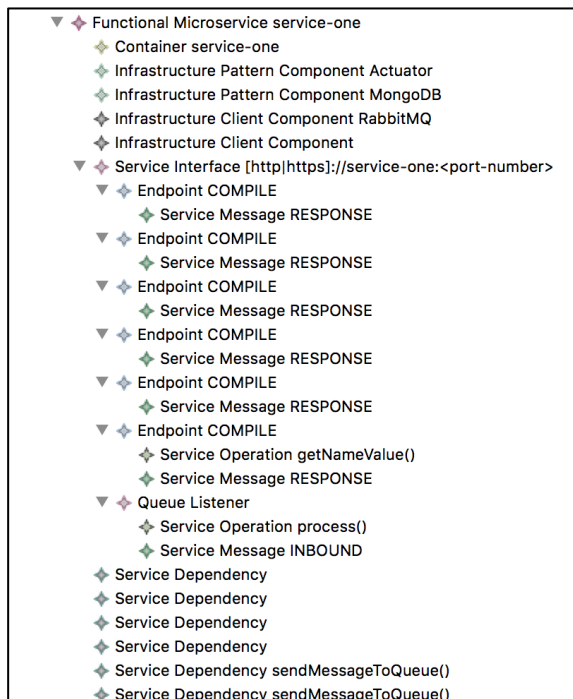 Functional Microservice service-one
Container service-one
Infrastructure Pattern Component Actuator
Infrastructure Pattern Component MongoDB
Infrastructure Client Component RabbitMQ
Infrastructure Client Component
Service Interface [http|https]://service-one:<port-number>
Endpoint COMPILE
Service Message RESPONSE
Endpoint COMPILE
Service Message RESPONSE
Endpoint COMPILE
Service Message RESPONSE
Endpoint COMPILE
Service Message RESPONSE
Endpoint COMPILE
Service Message RESPONSE
Endpoint COMPILE
Service Operation getNameValue()
Service Message RESPONSE
Queue Listener
Service Operation process()
Service Message INBOUND
Service Dependency
Service Dependency
Service Dependency
Service Dependency
Service Dependency sendMessageToQueue()
Service Dependency sendMessageToQueue()